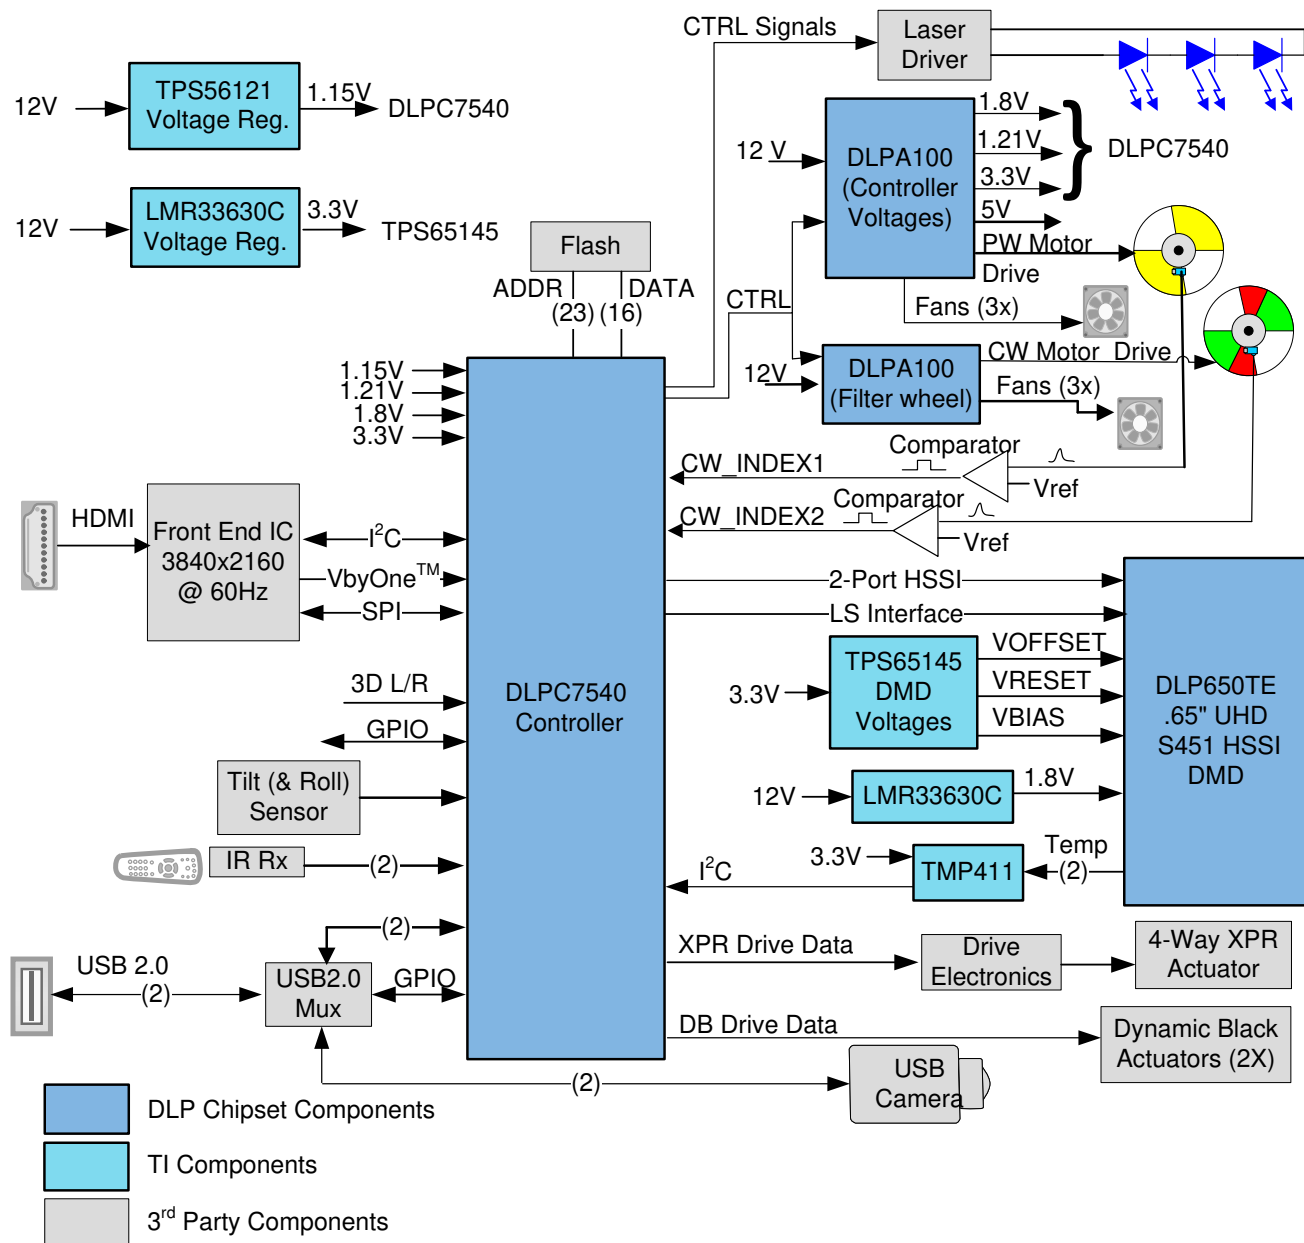 CTRL Signals
Laser
Driver
12V
TPS56121
Voltage Reg.
1.15V
DLPC7540
12V
LMR33630C
Voltage Reg.
3.3V
TPS65145
12 V
DLPA100
(Controller
Voltages)
1.8V
1.21V
3.3V
5V
PW Motor
Drive
DLPC7540
Fans (3x)
Flash
ADDR
(23)
DATA
(16)
CTRL
12V
DLPA100
(Filter wheel)
CW Motor Drive
Fans (3x)
1.15V
1.21V
1.8V
3.3V
CW_INDEX1
Comparator
Vref
CW_INDEX2
Comparator
Vref
HDMI
Front End IC
3840x2160
@ 60Hz
I2C
VbyOne™
SPI
2-Port HSSI
LS Interface
DLPC7540
Controller
3D L/R
GPIO
Tilt (& Roll)
Sensor
IR Rx
(2)
3.3V
TPS65145
DMD
Voltages
VOFFSET
VRESET
VBIAS
DLP650TE
.65" UHD
S451 HSSI
DMD
12V
LMR33630C
1.8V
3.3V
TMP411
Temp
(2)
I2C
(2)
USB 2.0
(2)
USB2.0
Mux
GPIO
XPR Drive Data
Drive
Electronics
4-Way XPR
Actuator
DB Drive Data
Dynamic Black
Actuators (2X)
(2)
USB
Camera
DLP Chipset Components
TI Components
3rd Party Components